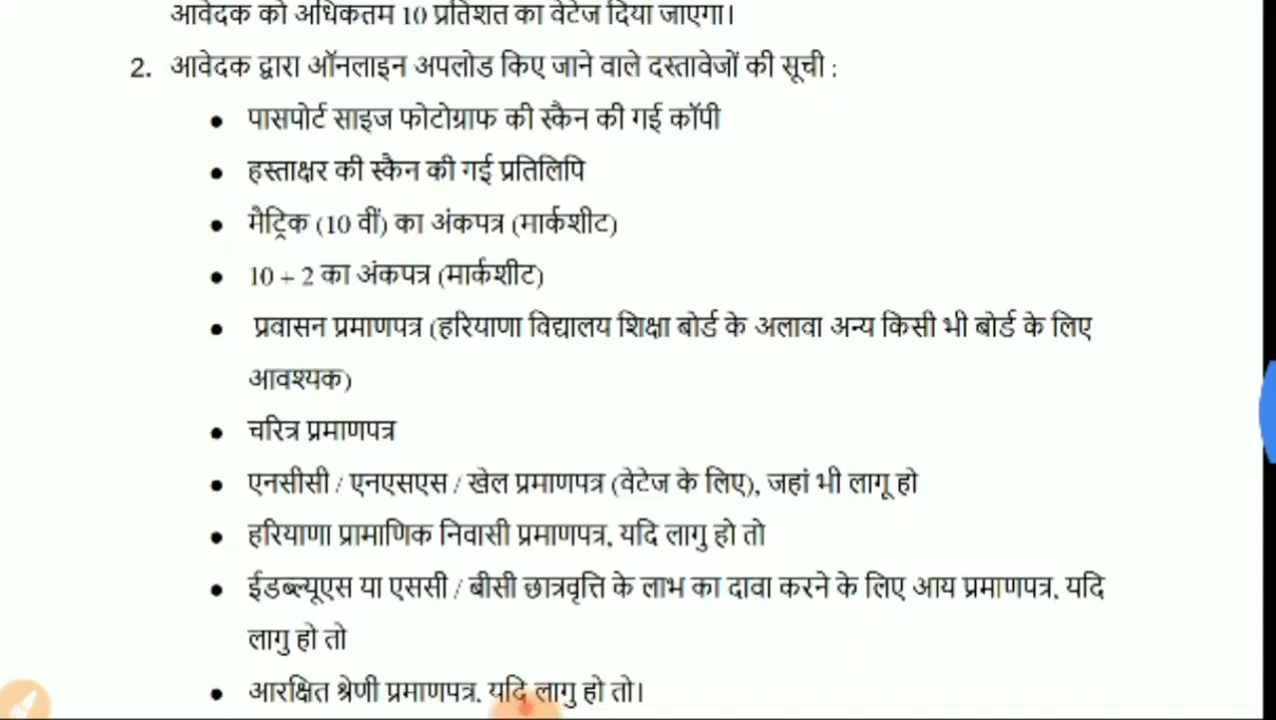 आवेदक को अधिकतम 10 प्रतिशत का वेटेज दिया जाएगा।
2. आवेदक द्वारा ऑनलाइन अपलोड किए जाने वाले दस्तावेजों की सूची :
● पासपोर्ट साइज फोटोग्राफ की स्कैन की गई कॉपी
● हस्ताक्षर की स्कैन की गई प्रतिलिपि
● मैट्रिक (10 वीं) का अंकपत्र (मार्कशीट)
● 10 + 2 का अंकपत्र (मार्कशीट)
● प्रवासन प्रमाणपत्र (हरियाणा विद्यालय शिक्षा बोर्ड के अलावा अन्य किसी भी बोर्ड के लिए
आवश्यक)
● चरित्र प्रमाणपत्र
● एनसीसी / एनएसएस / खेल प्रमाणपत्र (वेटेज के लिए), जहां भी लागू हो
● हरियाणा प्रामाणिक निवासी प्रमाणपत्र, यदि लागु हो तो
● ईडब्ल्यूएस या एससी / बीसी छात्रवृत्ति के लाभ का दावा करने के लिए आय प्रमाणपत्र, यदि
लागु हो तो
● आरक्षित श्रेणी प्रमाणपत्र, यदि लागु हो तो।